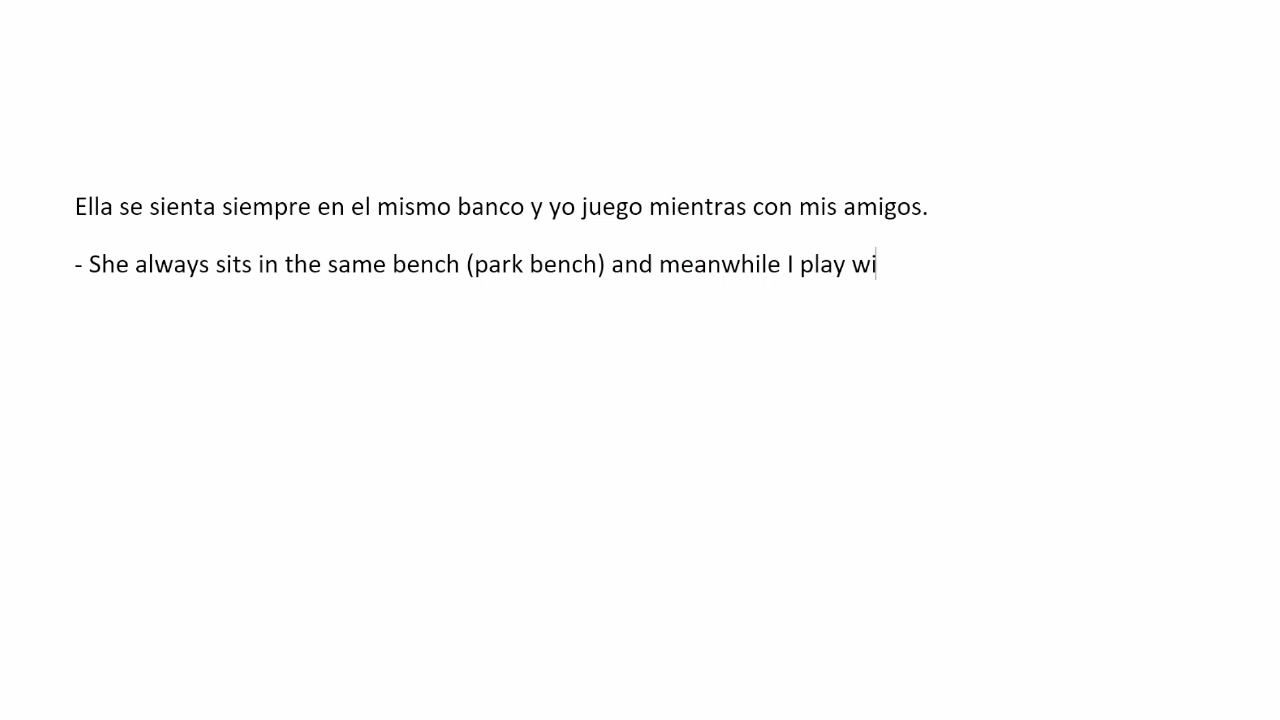 Ella se sienta siempre en el mismo banco y yo juego mientras con mis amigos.
- She always sits in the same bench (park bench) and meanwhile I play wi